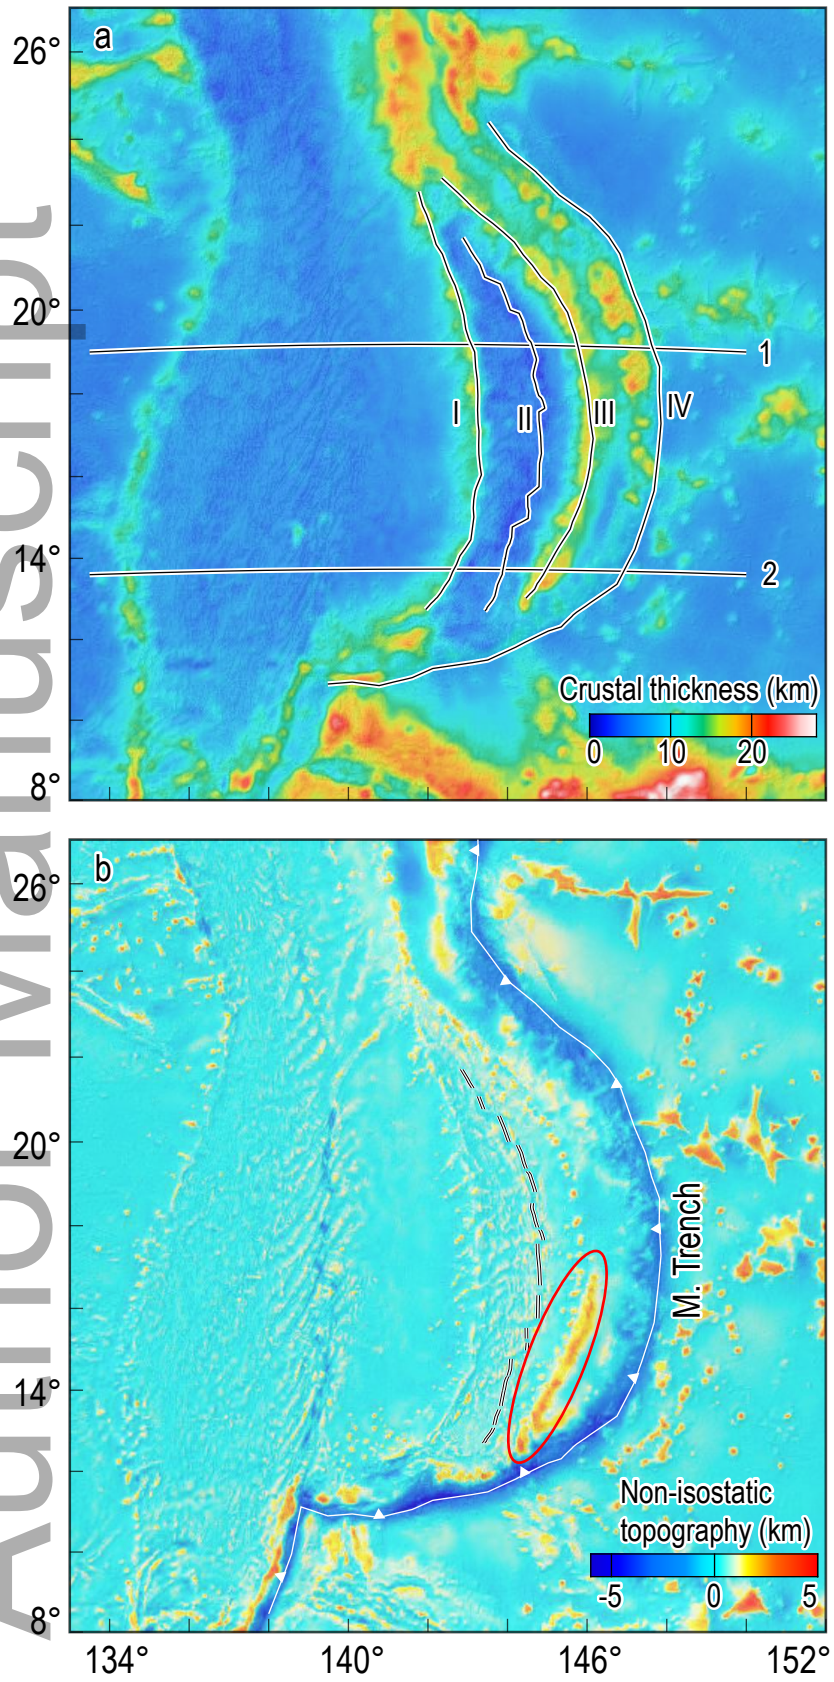 a
26°
20°
14°
8°
1
I
II
III
IV
2
Crustal thickness (km)
0 10 20
b
26°
20°
14°
8°
M. Trench
Non-isostatic
topography (km)
-5 0 5
134° 140° 146° 152°
Author Manuscript